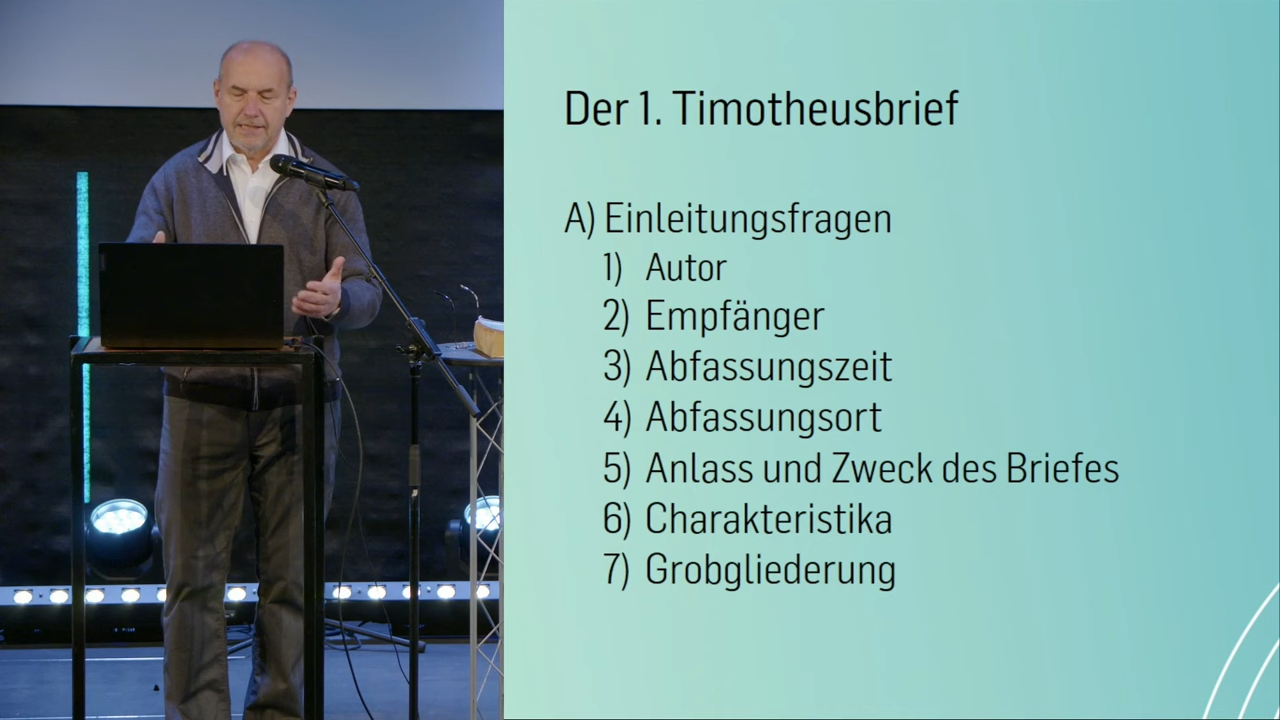 Der 1. Timotheusbrief
A) Einleitungsfragen
1) Autor
2) Empfänger
3) Abfassungszeit
4) Abfassungsort
5) Anlass und Zweck des Briefes
6) Charakteristika
7) Grobgliederung